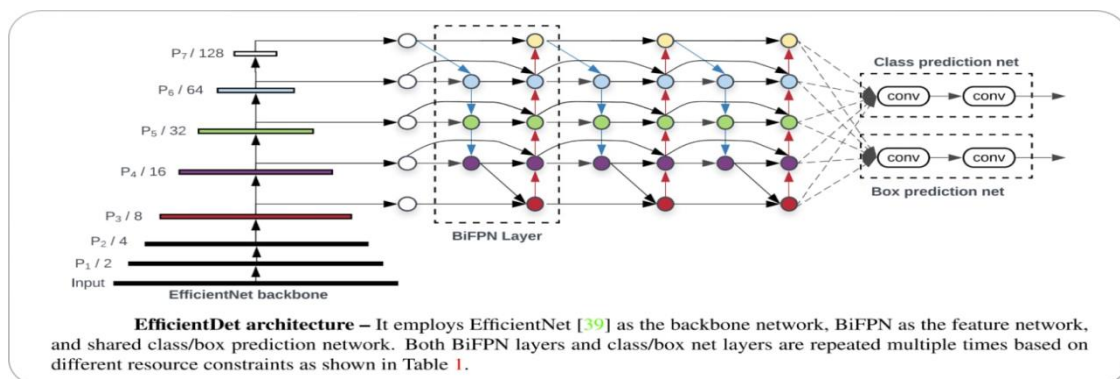 P7 / 128
P6 / 64
P5 / 32
P4 / 16
P3 / 8
P2 / 4
P1 / 2
Input
EfficientNet backbone
BiFPN Layer
Class prediction net
conv conv
conv conv
Box prediction net
EfficientDet architecture – It employs EfficientNet [39] as the backbone network, BiFPN as the feature network,
and shared class/box prediction network. Both BiFPN layers and class/box net layers are repeated multiple times based on
different resource constraints as shown in Table 1.